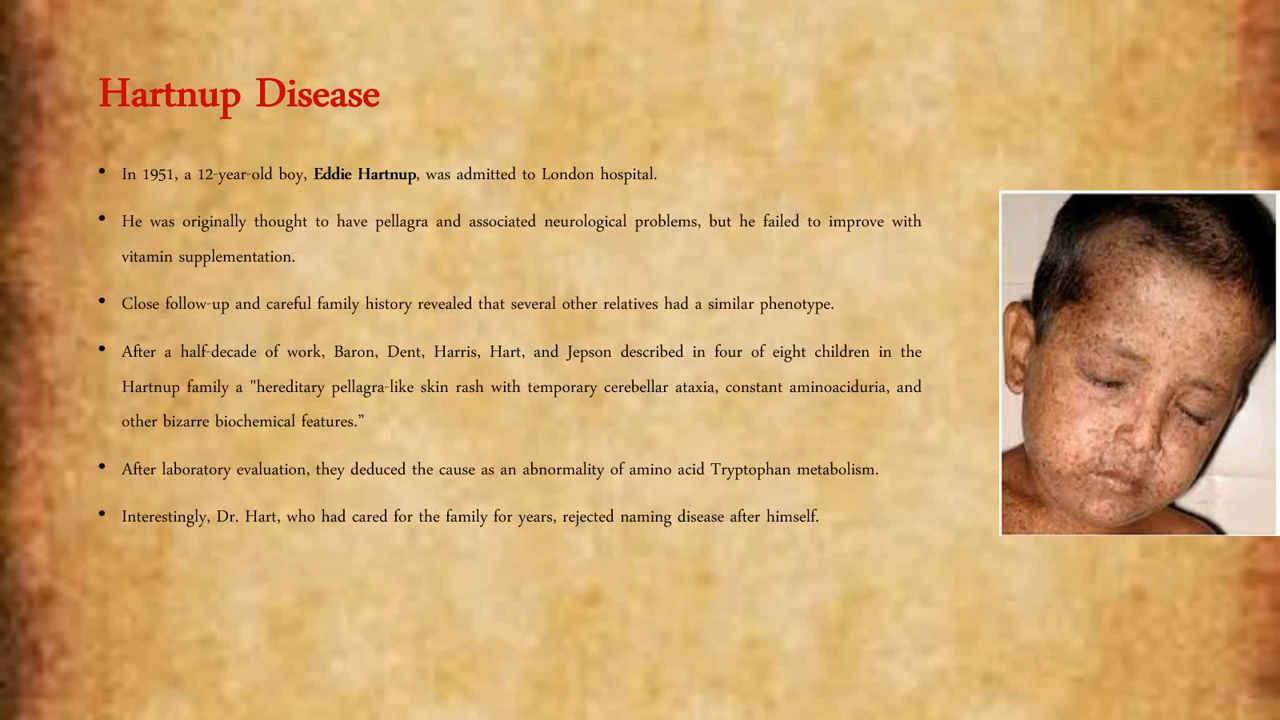 Hartnup Disease
• In 1951, a 12-year-old boy, Eddie Hartnup, was admitted to London hospital.
• He was originally thought to have pellagra and associated neurological problems, but he failed to improve with
vitamin supplementation.
• Close follow-up and careful family history revealed that several other relatives had a similar phenotype.
• After a half-decade of work, Baron, Dent, Harris, Hart, and Jepson described in four of eight children in the
Hartnup family a "hereditary pellagra-like skin rash with temporary cerebellar ataxia, constant aminoaciduria, and
other bizarre biochemical features.”
• After laboratory evaluation, they deduced the cause as an abnormality of amino acid Tryptophan metabolism.
• Interestingly, Dr. Hart, who had cared for the family for years, rejected naming disease after himself.